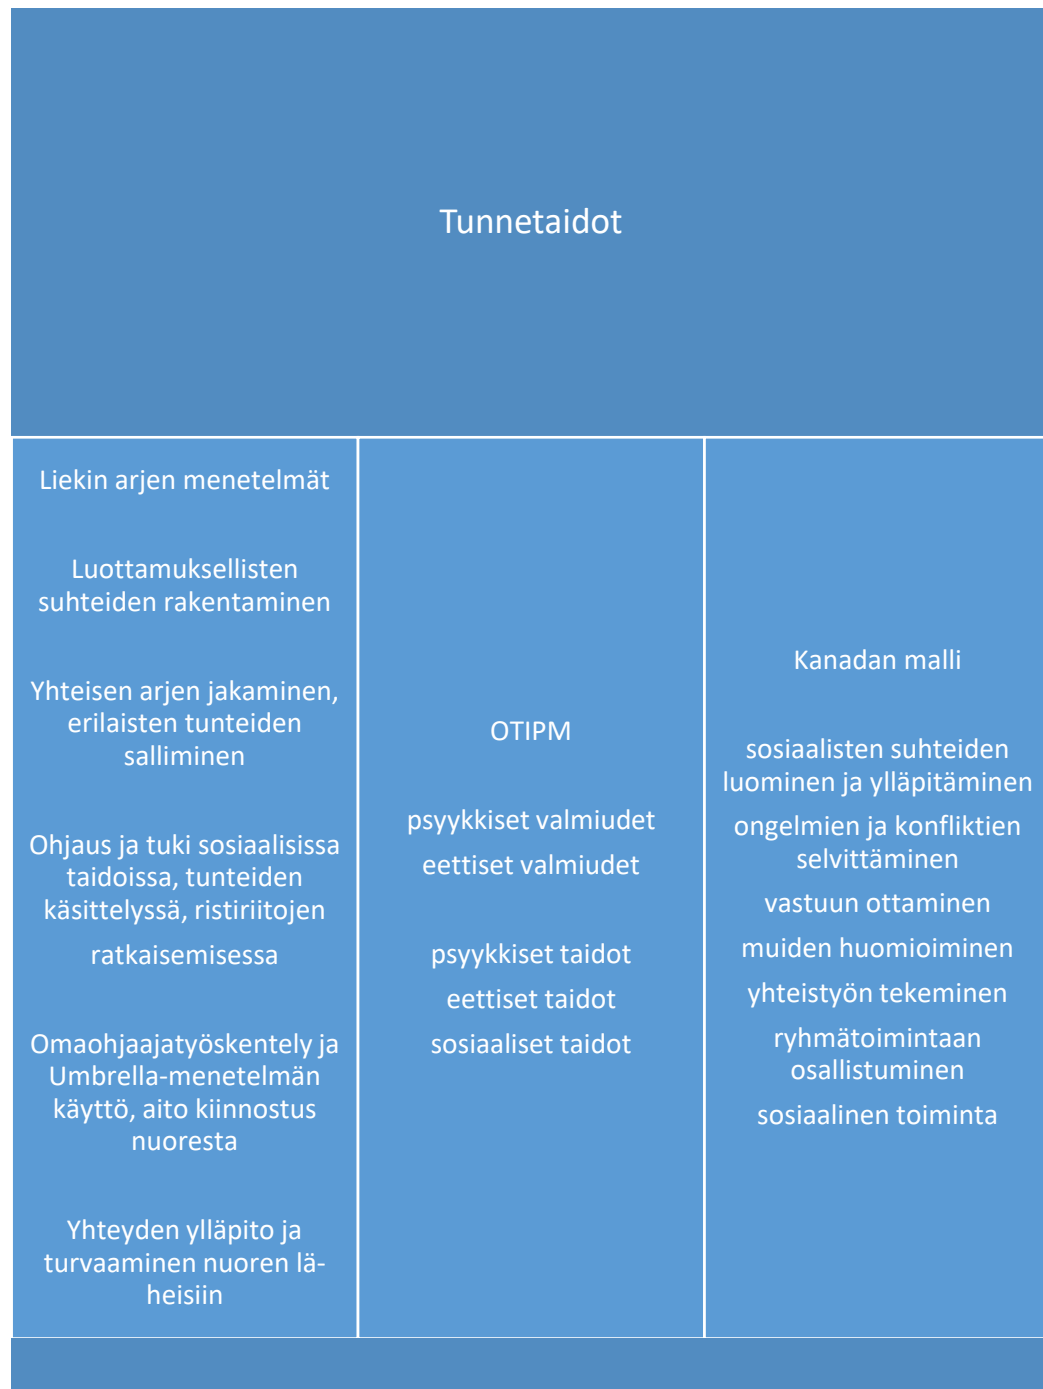 Tunnetaidot
Liekin arjen menetelmät
Luottamuksellisten
suhteiden rakentaminen
Yhteisen arjen jakaminen,
erilaisten tunteiden
salliminen
Ohjaus ja tuki sosiaalisissa
taidoissa, tunteiden
käsittelyssä, ristiriitojen
ratkaisemisessa
Omaohjaajatyöskentely ja
Umbrella-menetelmän
käyttö, aito kiinnostus
nuoresta
Yhteyden ylläpito ja
turvaaminen nuoren lä-
heisiin
OTIPM
psyykkiset valmiudet
eettiset valmiudet
psyykkiset taidot
eettiset taidot
sosiaaliset taidot
Kanadan malli
sosiaalisten suhteiden
luominen ja ylläpitäminen
ongelmien ja konfliktien
selvittäminen
vastuun ottaminen
muiden huomioiminen
yhteistyön tekeminen
ryhmätoimintaan
osallistuminen
sosiaalinen toiminta